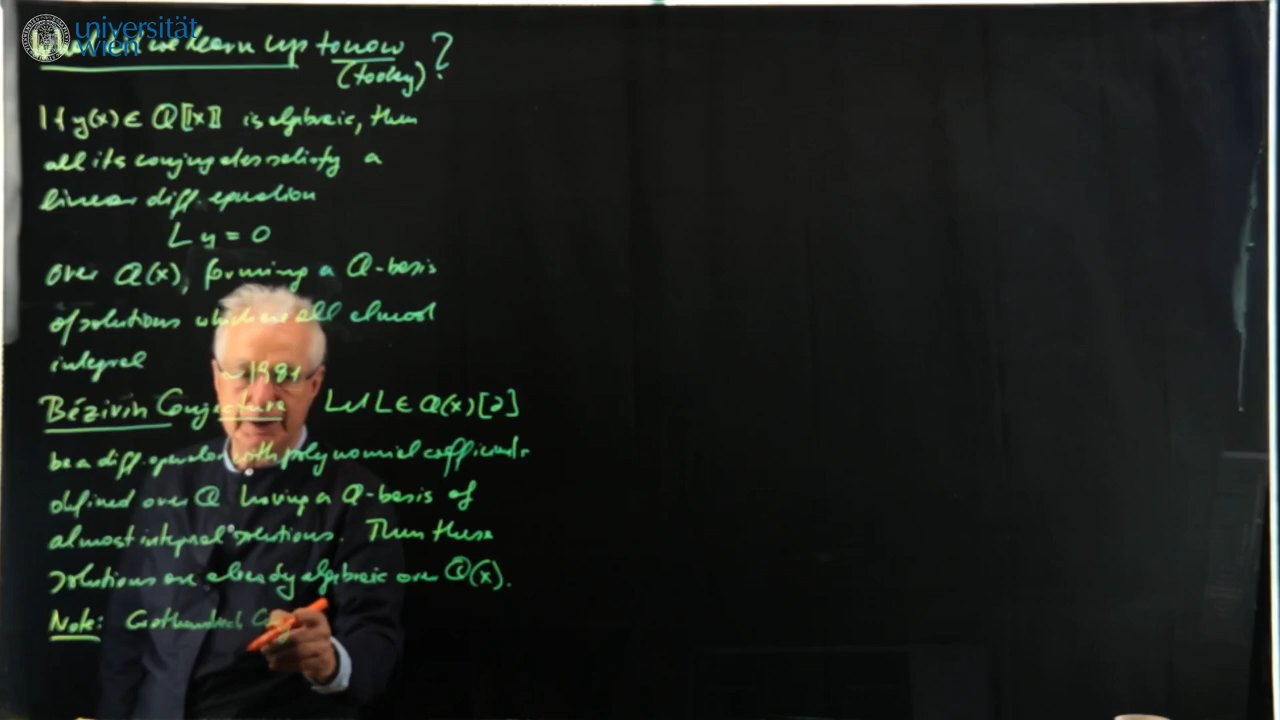 universität
wien
What did we learn up to now
(today) ?
If y(x) ∈ Q[[x]] is algebraic, then
all its conjugates satisfy a
linear diff. equation
L y = 0
over Q(x), forming a Q-basis
of solutions which are all almost
integral
~1981
Bézivin Conjecture Let L ∈ Q(x)[∂]
be a diff. operator with polynomial coefficients
defined over Q having a Q-basis of
almost integral solutions. Then these
solutions are already algebraic over Q(x).
Note: Grothendieck